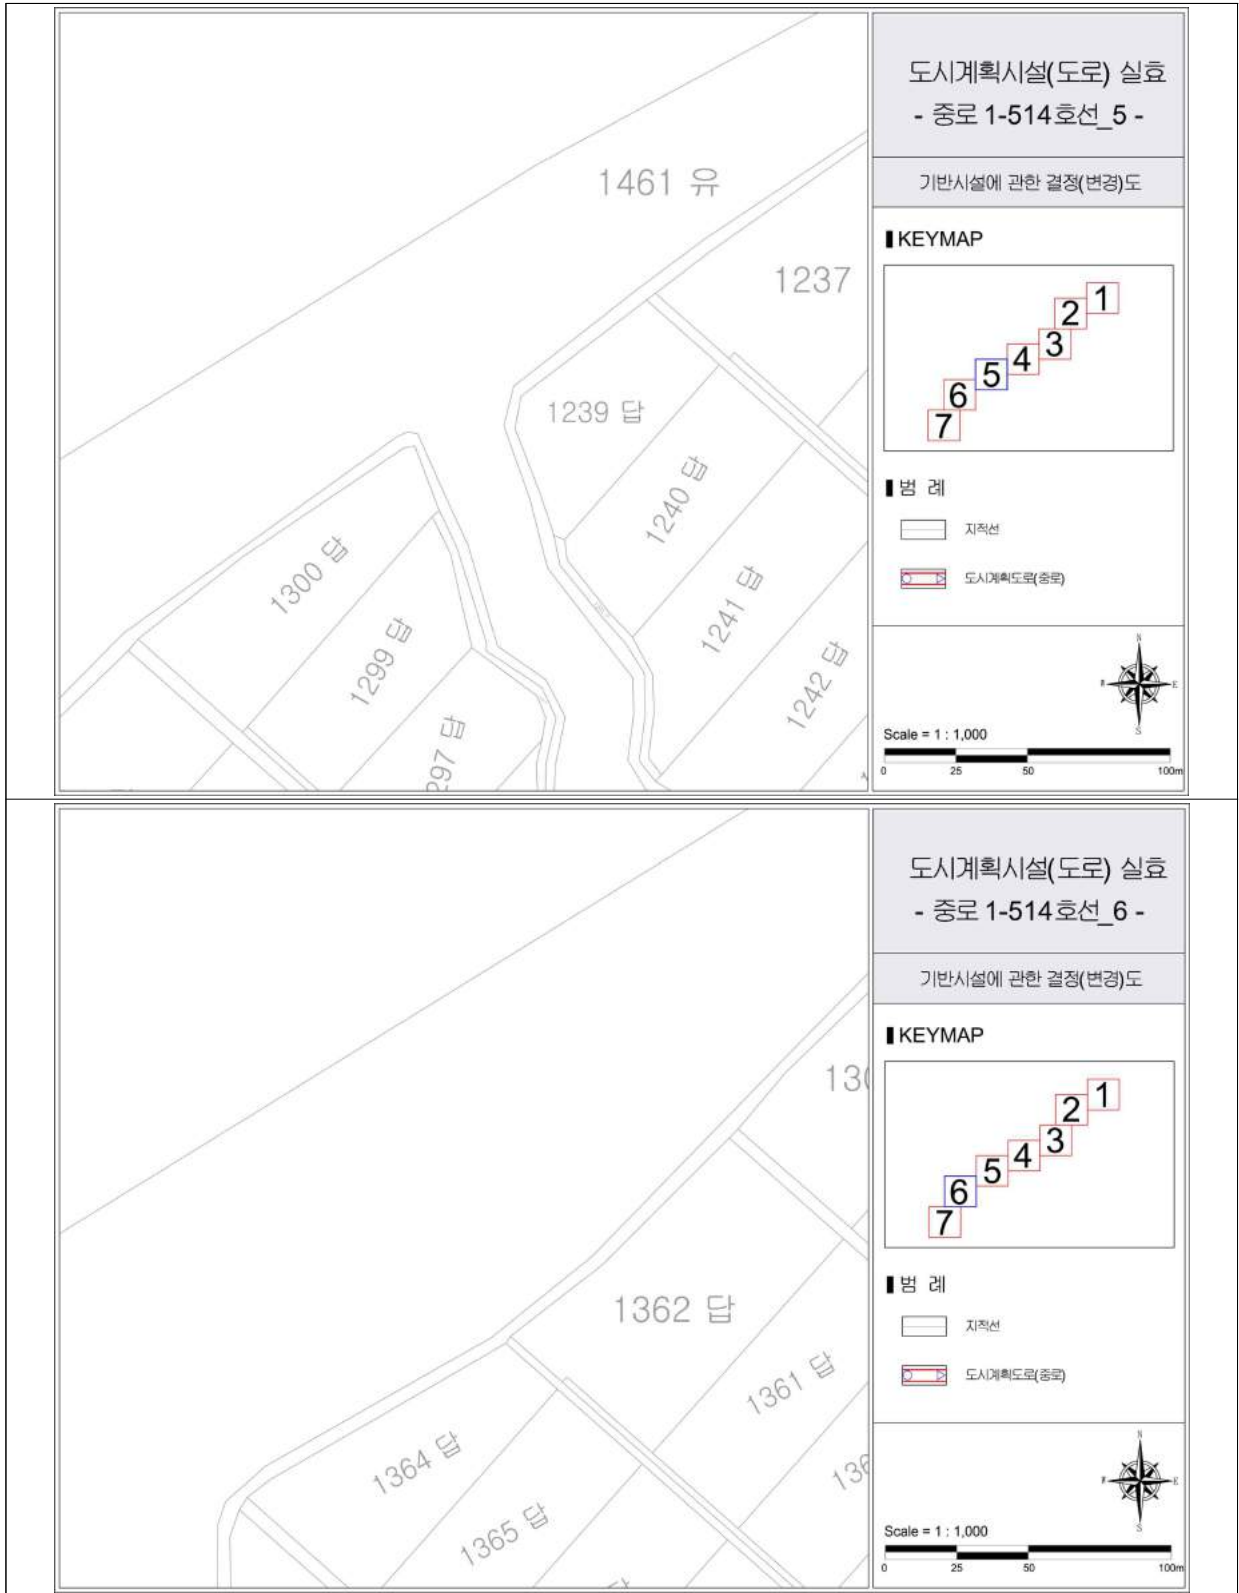 도시계획시설(도로) 실효
- 중로 1-514호선_5 -
기반시설에 관한 결정(변경)도
KEYMAP
1
2
3
4
5
6
7
범 례
지적선
도시계획도로(중로)
N
E
S
Scale = 1 : 1,000
0 25 50 100m
1461 유
1237
1239 답
1240 답
1241 답
1242 답
1300 답
1299 답
297 답
도시계획시설(도로) 실효
- 중로 1-514호선_6 -
기반시설에 관한 결정(변경)도
KEYMAP
1
2
3
4
5
6
7
범 례
지적선
도시계획도로(중로)
N
E
S
Scale = 1 : 1,000
0 25 50 100m
130
1362 답
1361 답
136
1364 답
1365 답